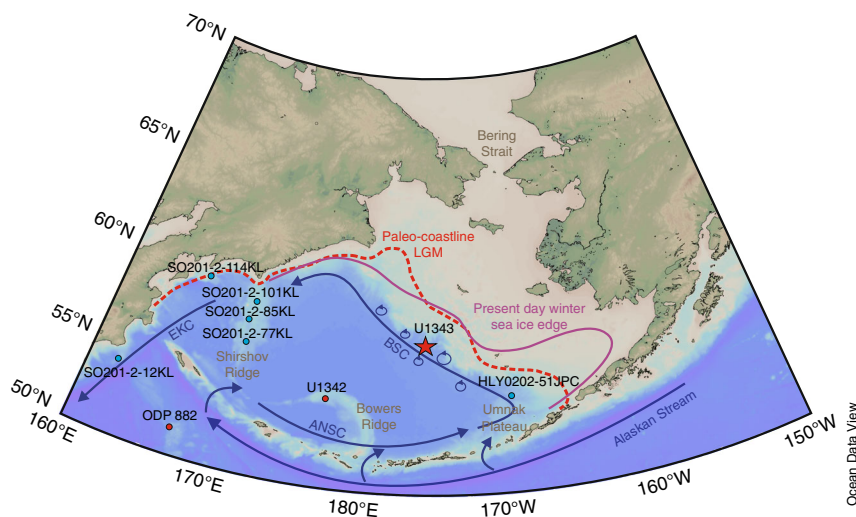 70°N
65°N
60°N
55°N
50°N
160°E
170°E
180°E
170°W
160°W
150°W
Bering
Strait
Paleo-coastline
LGM
SO201-2-114KL
SO201-2-101KL
SO201-2-85KL
SO201-2-77KL
SO201-2-12KL
EKC
Shirshov
Ridge
Present day winter
sea ice edge
U1343
BSC
HLY0202-51JPC
U1342
Bowers
Ridge
Umnak
Plateau
ANSC
ODP 882
Alaskan Stream
Ocean Data View